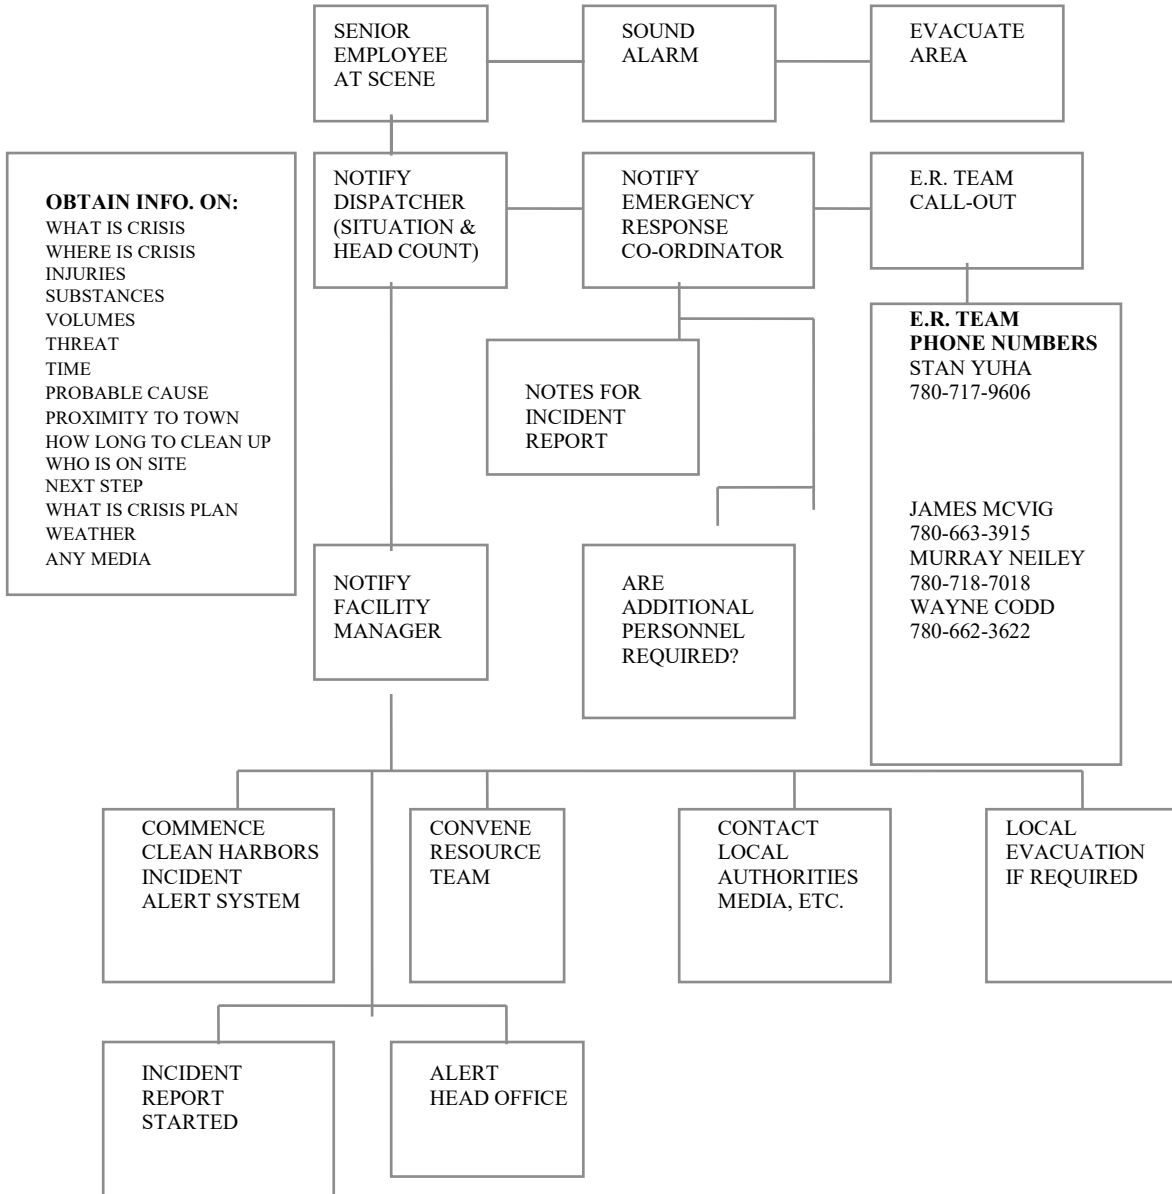 SENIOR
EMPLOYEE
AT SCENE
SOUND
ALARM
EVACUATE
AREA
OBTAIN INFO. ON:
WHAT IS CRISIS
WHERE IS CRISIS
INJURIES
SUBSTANCES
VOLUMES
THREAT
TIME
PROBABLE CAUSE
PROXIMITY TO TOWN
HOW LONG TO CLEAN UP
WHO IS ON SITE
NEXT STEP
WHAT IS CRISIS PLAN
WEATHER
ANY MEDIA
NOTIFY
DISPATCHER
(SITUATION &
HEAD COUNT)
NOTIFY
EMERGENCY
RESPONSE
CO-ORDINATOR
E.R. TEAM
CALL-OUT
E.R. TEAM
PHONE NUMBERS
STAN YUHA
780-717-9606
JAMES MCVIG
780-663-3915
MURRAY NEILEY
780-718-7018
WAYNE CODD
780-662-3622
NOTES FOR
INCIDENT
REPORT
NOTIFY
FACILITY
MANAGER
ARE
ADDITIONAL
PERSONNEL
REQUIRED?
COMMENCE
CLEAN HARBORS
INCIDENT
ALERT SYSTEM
CONVENE
RESOURCE
TEAM
CONTACT
LOCAL
AUTHORITIES
MEDIA, ETC.
LOCAL
EVACUATION
IF REQUIRED
INCIDENT
REPORT
STARTED
ALERT
HEAD OFFICE